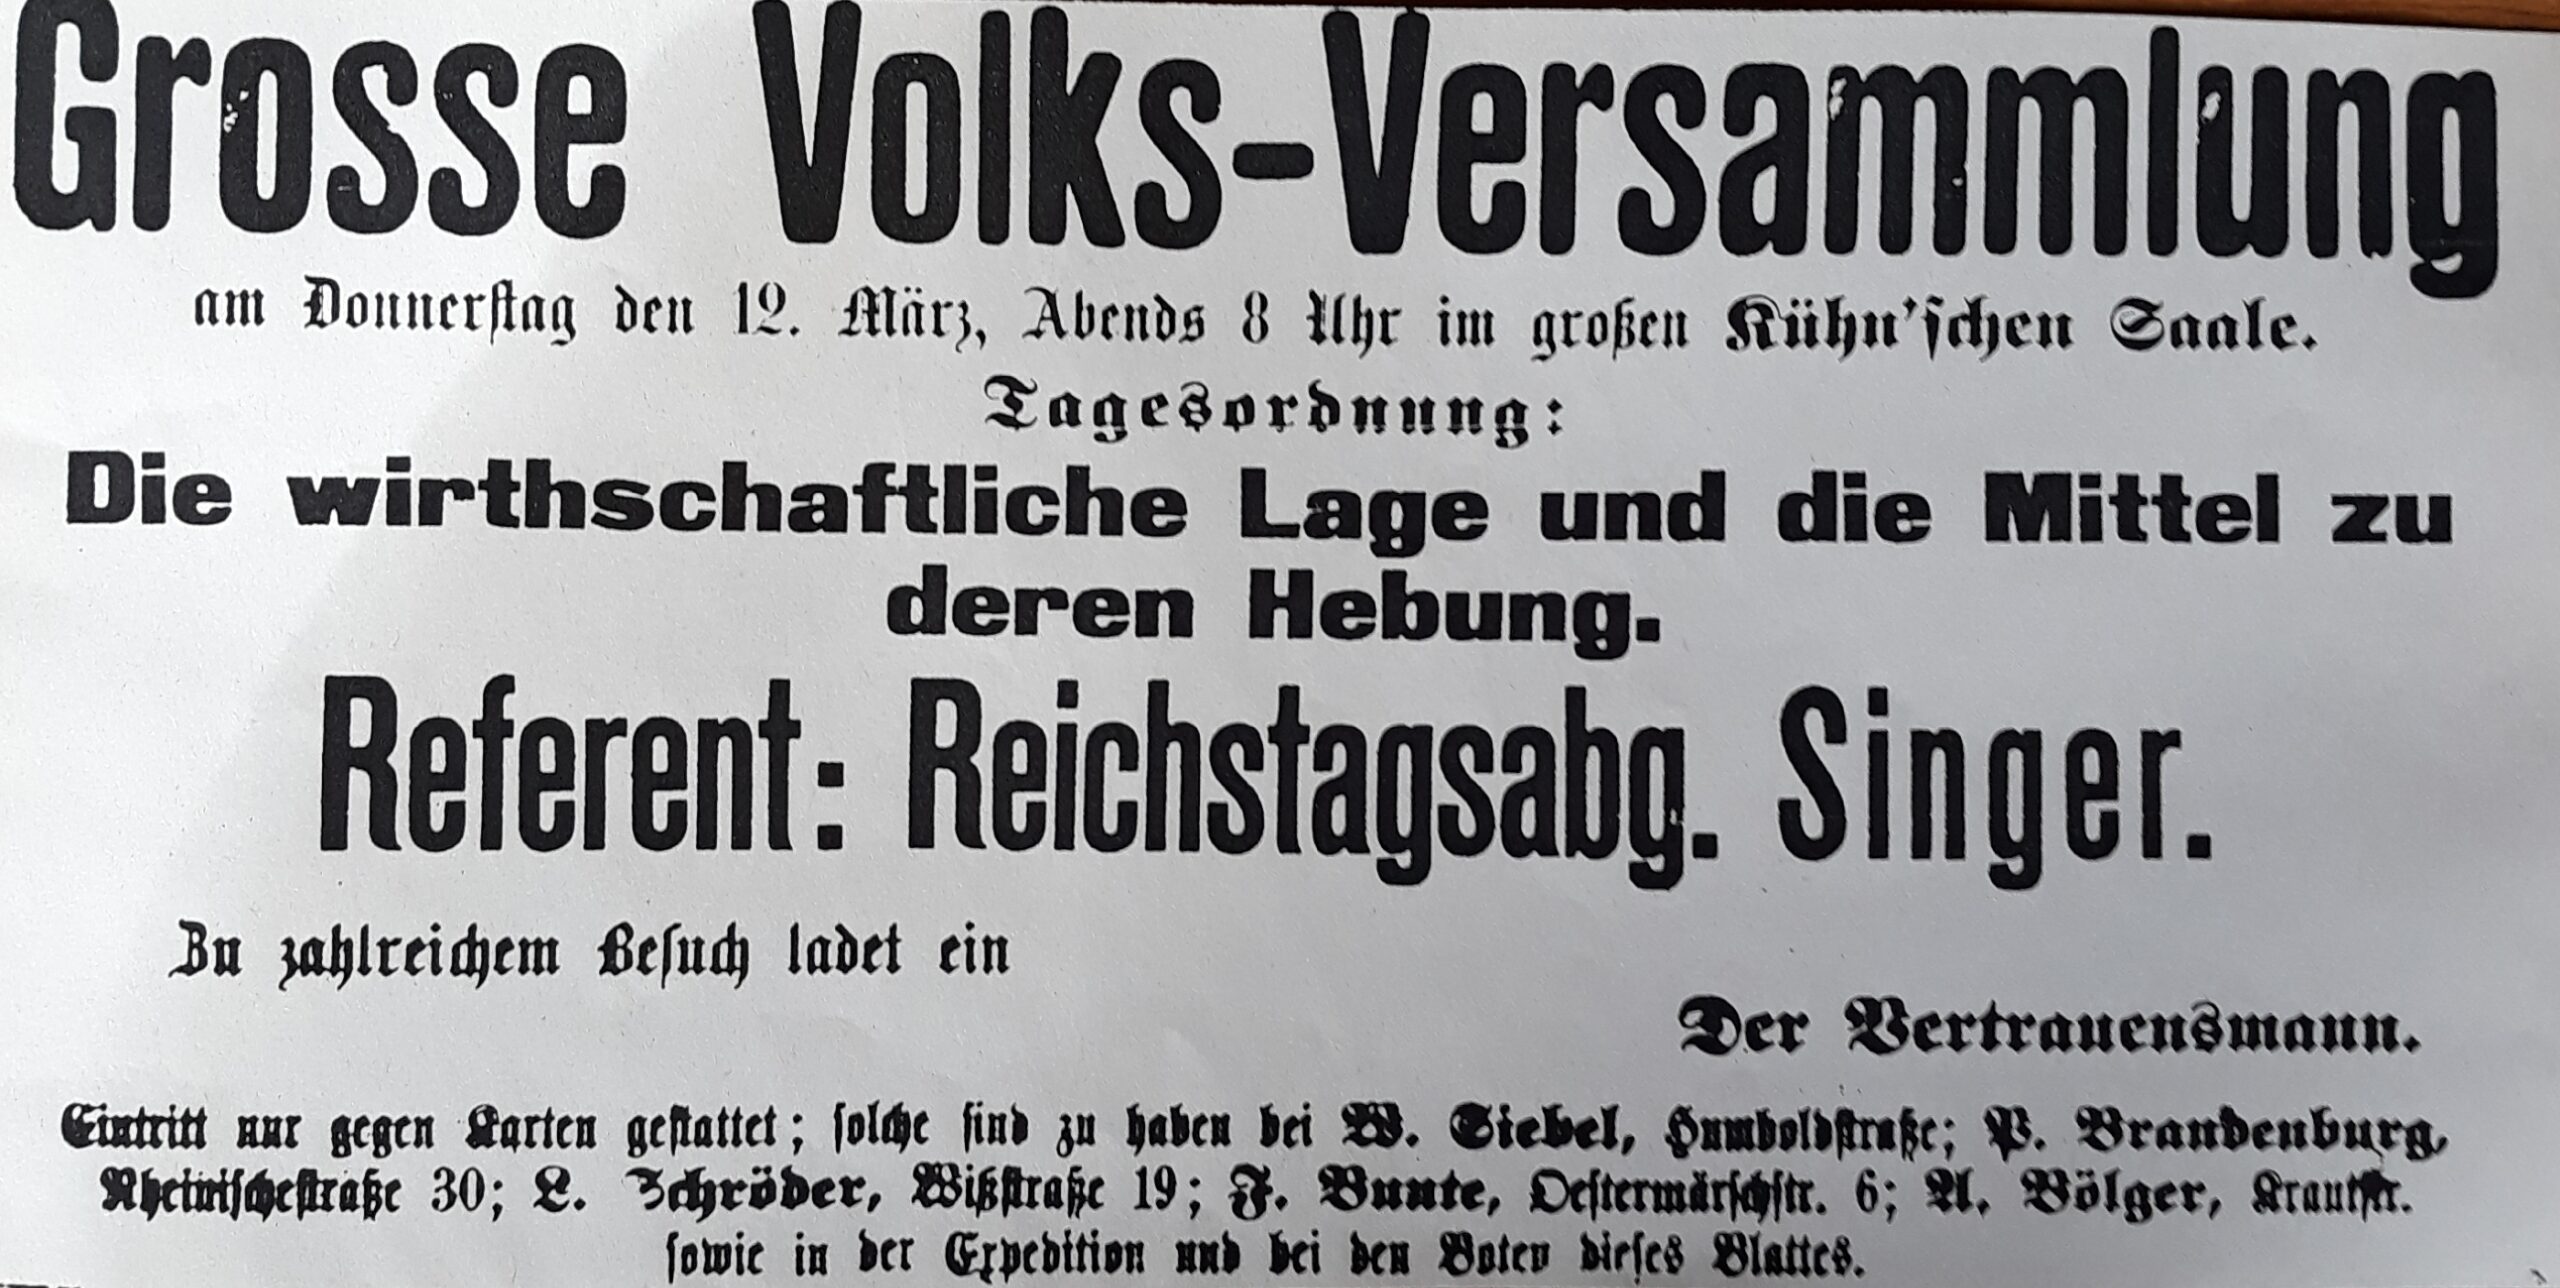 Grosse Volks-Versammlung
am Donnerstag den 12. März, Abends 8 Uhr im großen Kühn'schen Saale.
Tagesordnung:
Die wirthschaftliche Lage und die Mittel zu
deren Hebung.
Referent: Reichstagsabg. Singer.
Zu zahlreichem Besuch ladet ein
Der Vertrauensmann.
Eintritt nur gegen Karten gestattet; solche sind zu haben bei W. Siebel, Humboldstraße; P. Brandenburg,
Rheinischestraße 30; L. Schröder, Wißstraße 19; F. Bunte, Oestermärschstr. 6; A. Bölger, Krautstr.
sowie in der Expedition und bei den Boten dieses Blattes.